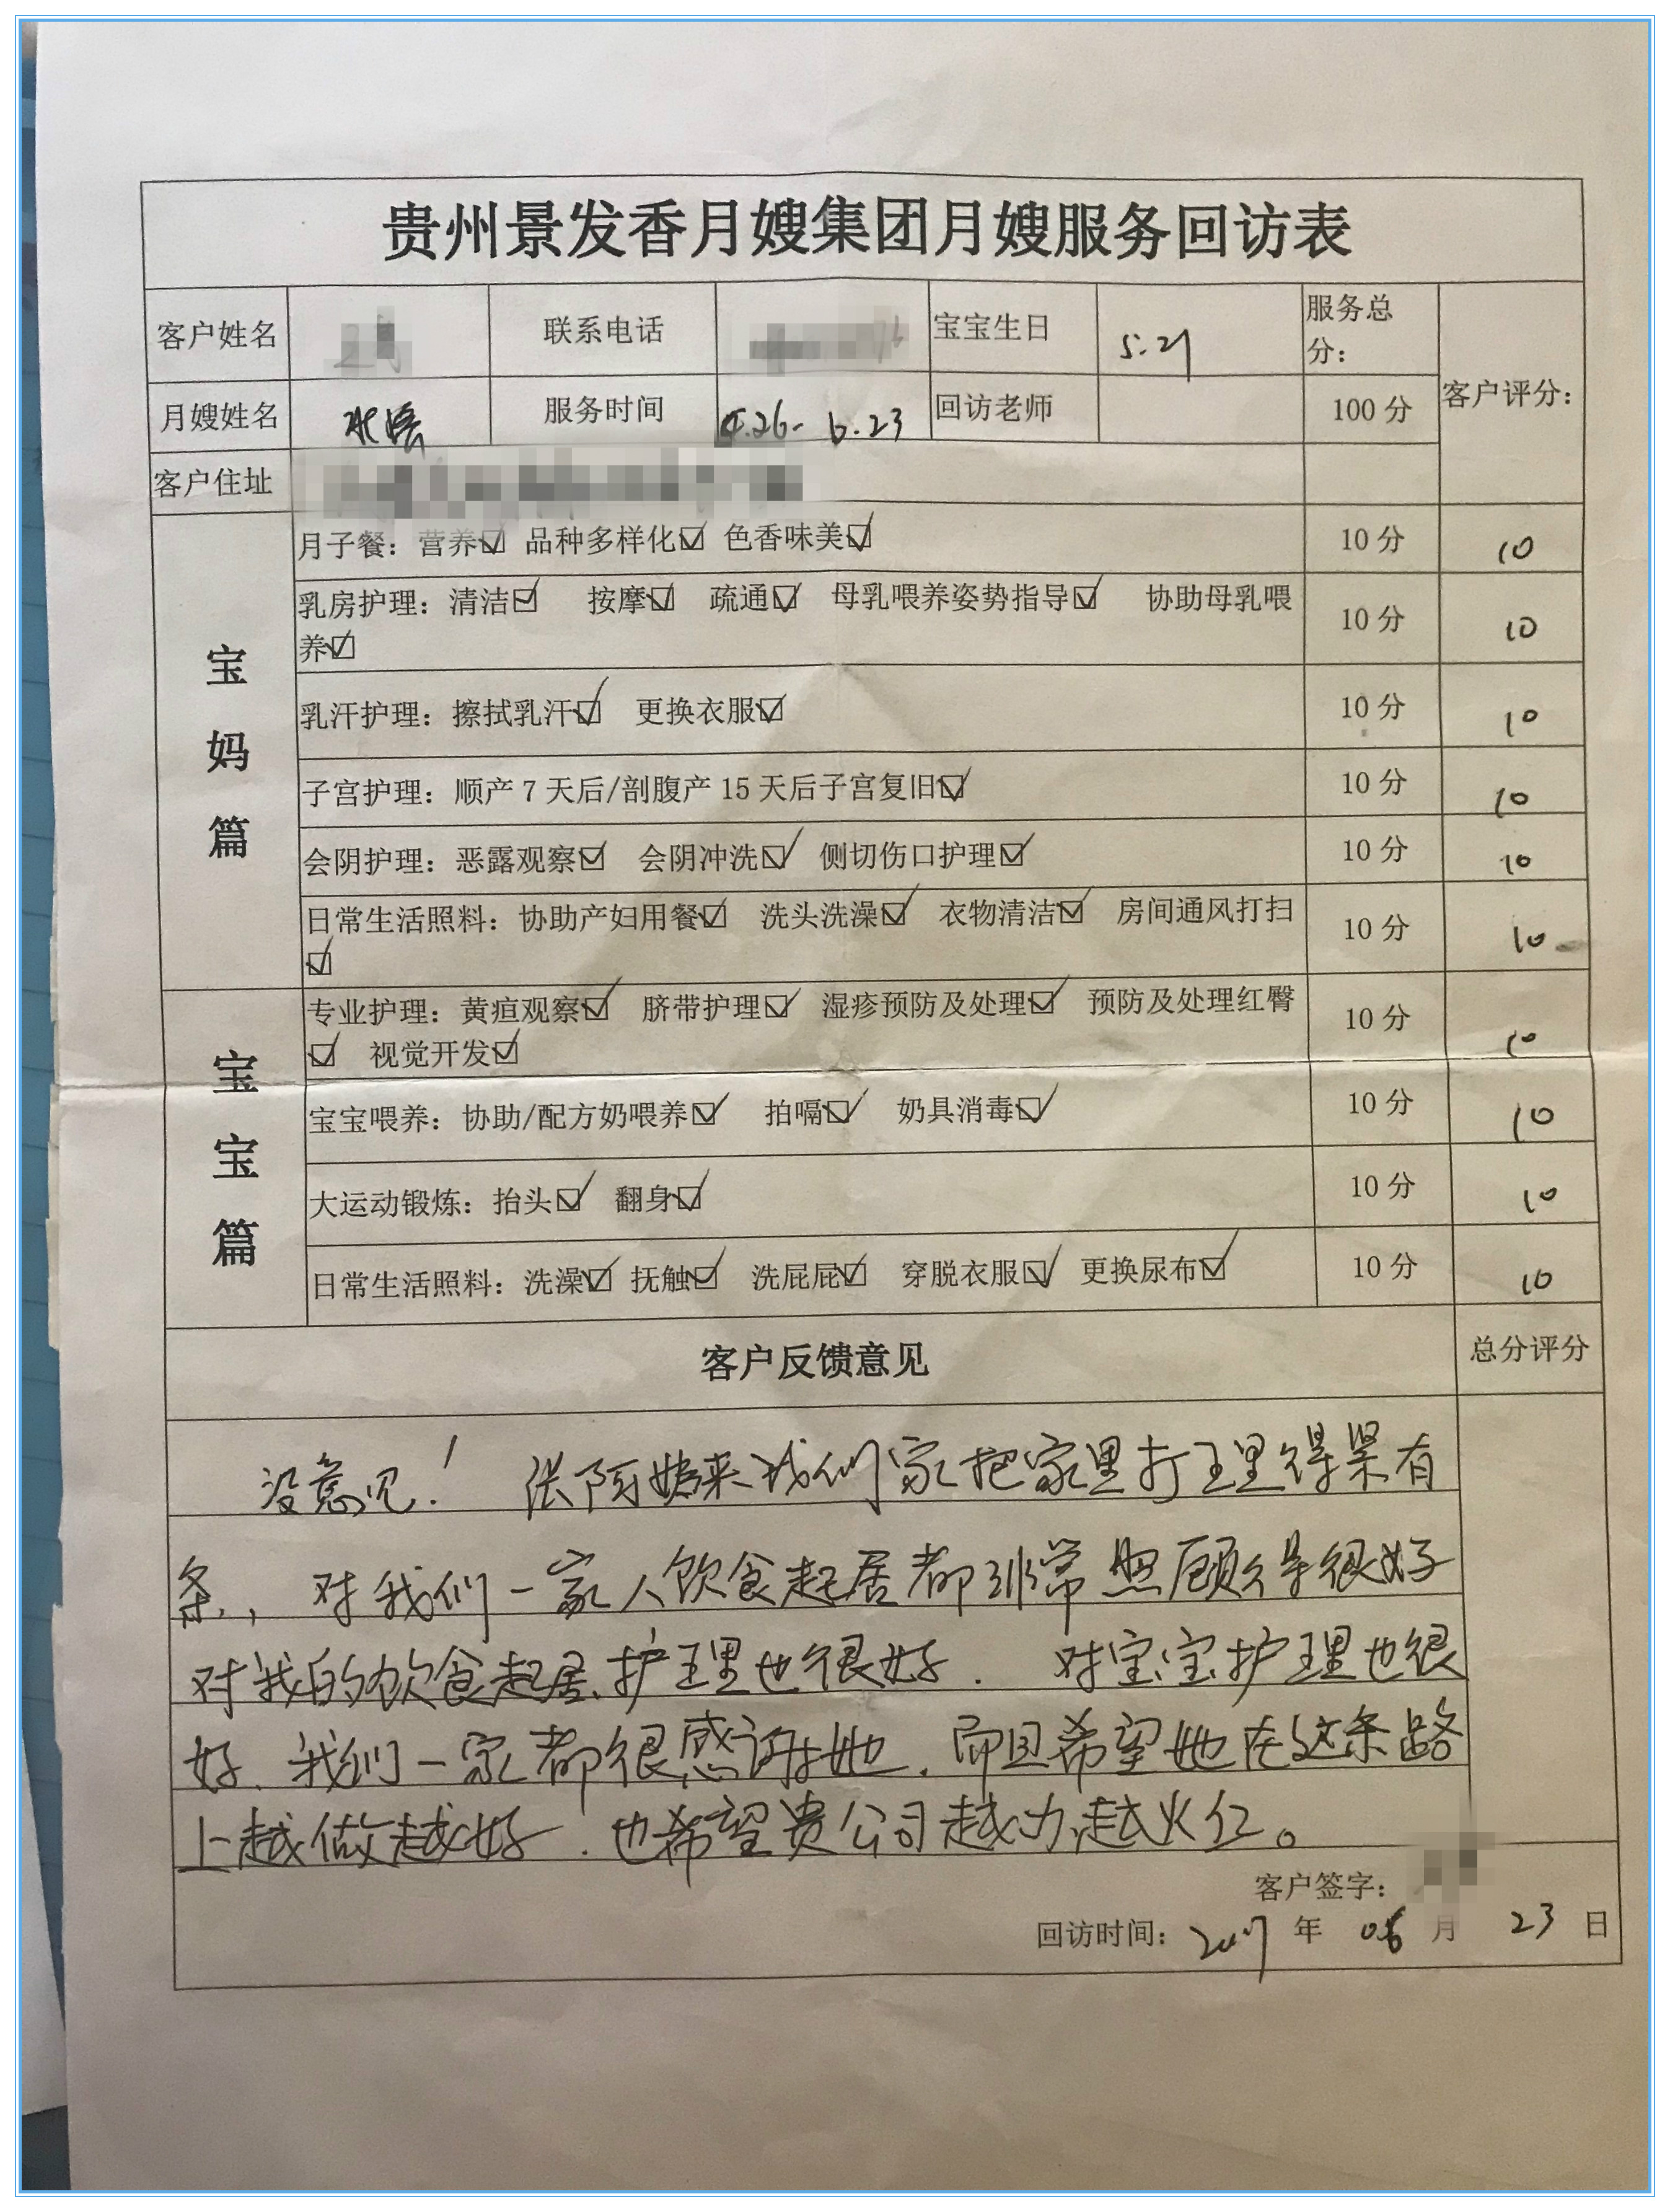 贵州景发香月嫂集团月嫂服务回访表
客户姓名 联系电话 宝宝生日 5.21 服务总分： 客户评分：
月嫂姓名 服务时间 .26- 6.23 回访老师 100分
客户住址
宝妈篇
月子餐：营养☑ 品种多样化☑ 色香味美☑ 10分 10
乳房护理：清洁☑ 按摩☑ 疏通☑ 母乳喂养姿势指导☑ 协助母乳喂
养☑ 10分 10
乳汗护理：擦拭乳汗☑ 更换衣服☑ 10分 10
子宫护理：顺产7天后/剖腹产15天后子宫复旧☑ 10分 10
会阴护理：恶露观察☑ 会阴冲洗☑ 侧切伤口护理☑ 10分 10
日常生活照料：协助产妇用餐☑ 洗头洗澡☑ 衣物清洁☑ 房间通风打扫
☑ 10分 10
宝宝篇
专业护理：黄疸观察☑ 脐带护理☑ 湿疹预防及处理☑ 预防及处理红臀
☑ 视觉开发☑ 10分 10
宝宝喂养：协助/配方奶喂养☑ 拍嗝☑ 奶具消毒☑ 10分 10
大运动锻炼：抬头☑ 翻身☑ 10分 10
日常生活照料：洗澡☑ 抚触☑ 洗屁屁☑ 穿脱衣服☑ 更换尿布☑ 10分 10
客户反馈意见 总分评分
没意见！ 张阿姨来我们家把家里打理得有
条，对我们一家人饮食起居都非常照顾得很好
对我的饮食起居、护理也很好. 对宝宝护理也很
好. 我们一家都很感谢她. 而且希望她在这条路
上越做越好. 也希望贵公司越办越火红。
客户签字：
回访时间：2017年06月23日